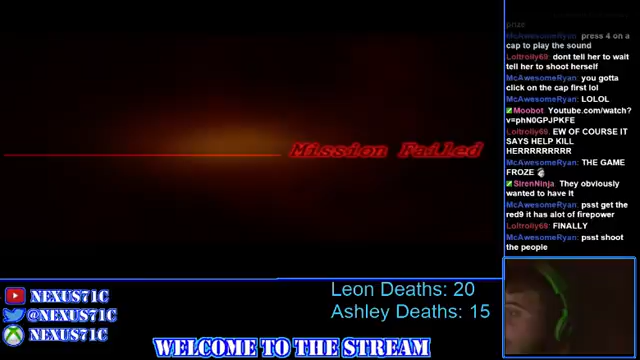 Mission Failed
prize
McAwesomeRyan: press 4 on a
cap to play the sound
Loltrolly69: dont tell her to wait
tell her to shoot herself
McAwesomeRyan: you gotta
click on the cap first lol
McAwesomeRyan: LOLOL
Moobot Youtube.com/watch?
v=phN0GPJPKFE
Loltrolly69: EW OF COURSE IT
SAYS HELP KILL
HERRRRRRRRR
McAwesomeRyan: THE GAME
FROZE
SirenNinja They obviously
wanted to have it
McAwesomeRyan: psst get the
red9 it has alot of firepower
Loltrolly69: FINALLY
McAwesomeRyan: psst shoot
the people
NEXUS71C
@NEXUS71C
NEXUS71C
Leon Deaths: 20
Ashley Deaths: 15
WELCOME TO THE STREAM